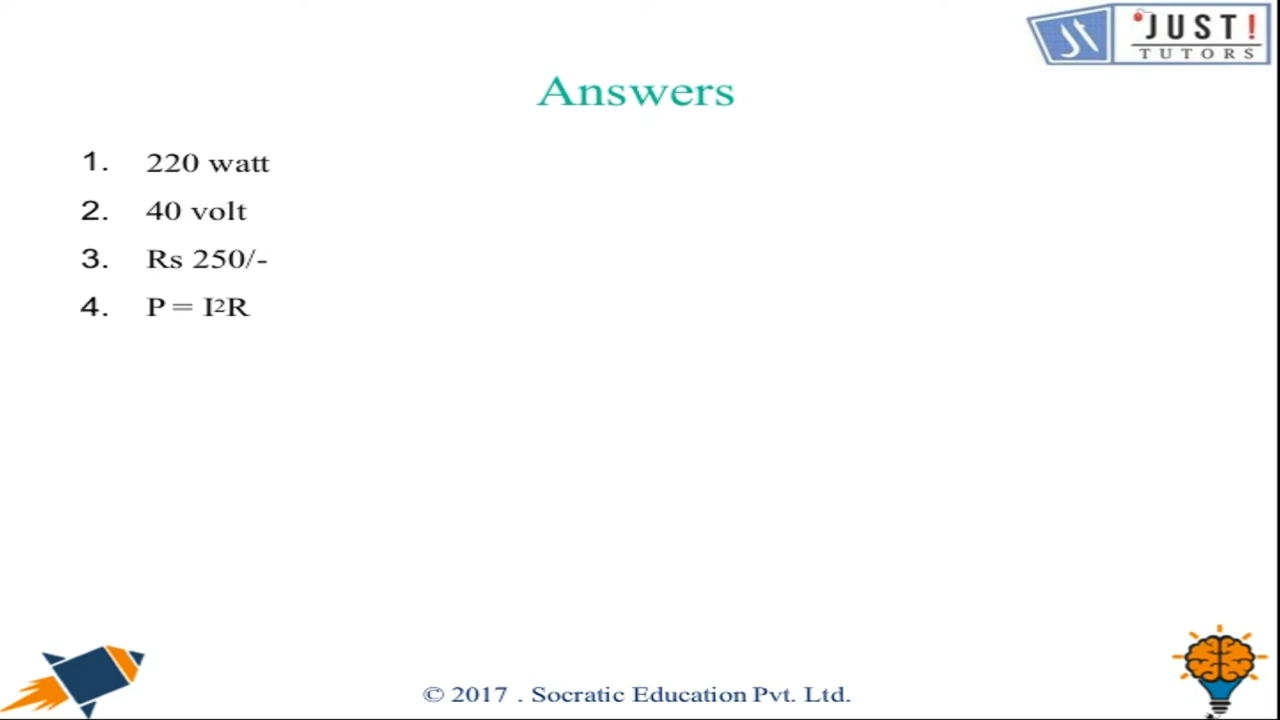 JUST!
TUTORS
Answers
1. 220 watt
2. 40 volt
3. Rs 250/-
4. P = I²R
© 2017 . Socratic Education Pvt. Ltd.